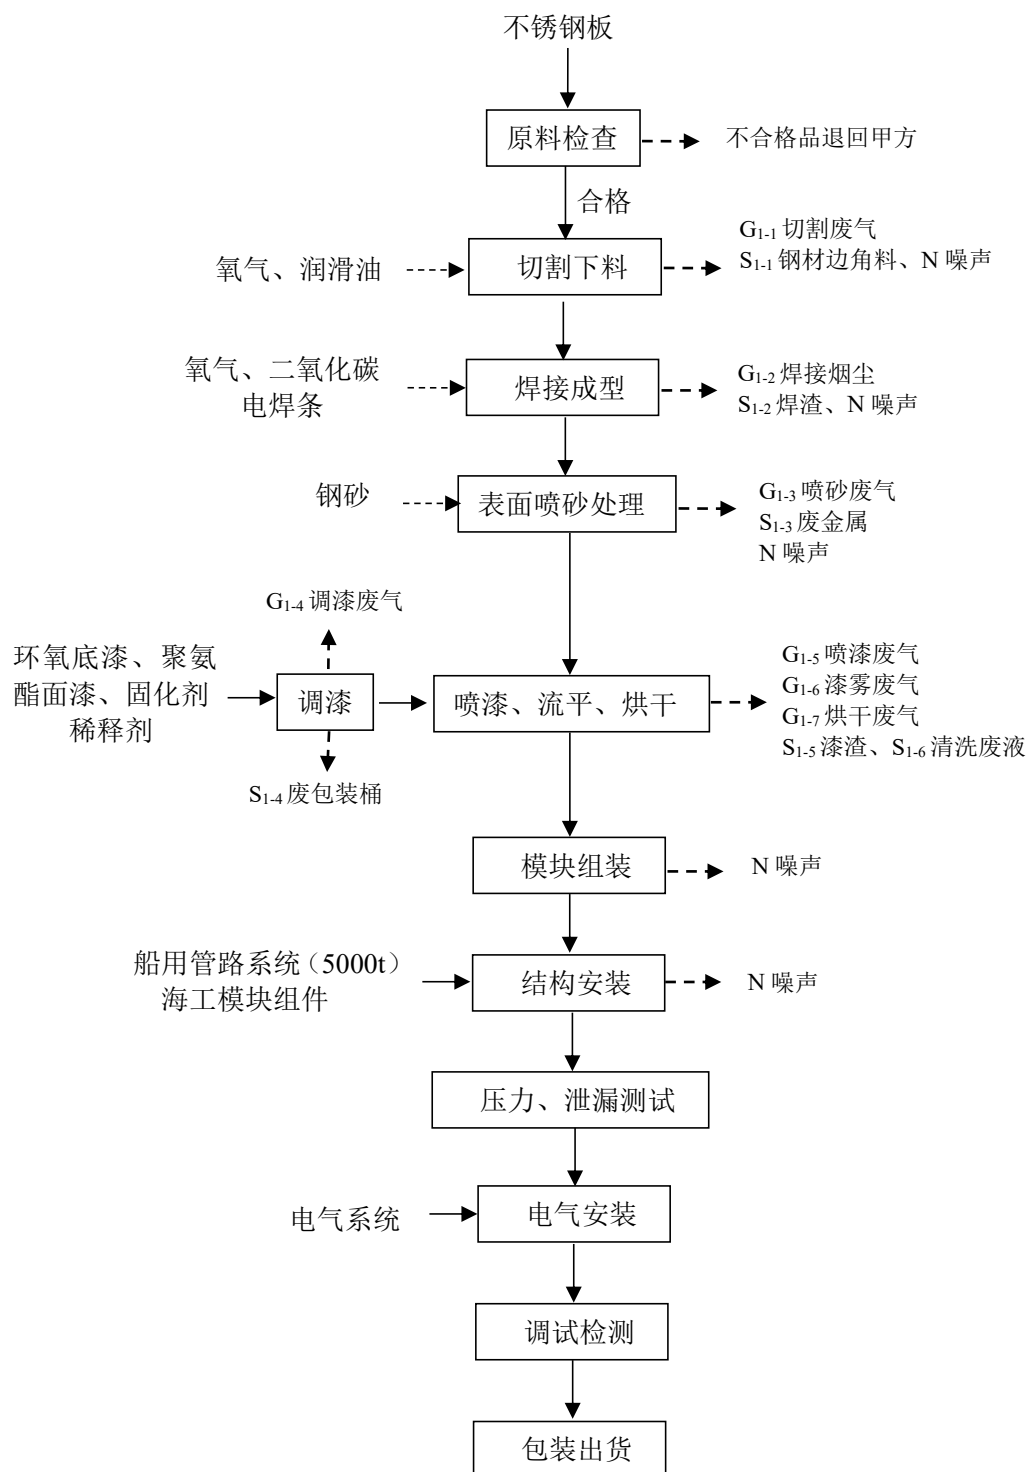 不锈钢板
原料检查
不合格品退回甲方
合格
G1-1 切割废气
氧气、润滑油
切割下料
S1-1 钢材边角料、N 噪声
氧气、二氧化碳
电焊条
焊接成型
G1-2 焊接烟尘
S1-2 焊渣、N 噪声
钢砂
表面喷砂处理
G1-3 喷砂废气
S1-3 废金属
N 噪声
G1-4 调漆废气
环氧底漆、聚氨
酯面漆、固化剂
稀释剂
调漆
喷漆、流平、烘干
G1-5 喷漆废气
G1-6 漆雾废气
G1-7 烘干废气
S1-5 漆渣、S1-6 清洗废液
S1-4 废包装桶
模块组装
N 噪声
船用管路系统（5000t）
海工模块组件
结构安装
N 噪声
压力、泄漏测试
电气系统
电气安装
调试检测
包装出货